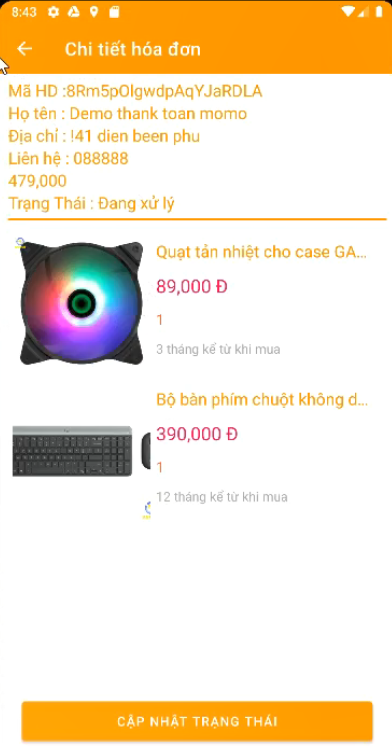 8:43
Chi tiết hóa đơn
Mã HD :8Rm5pOlgwdpAqYJaRDLA
Họ tên : Demo thank toan momo
Địa chỉ : !41 dien been phu
Liên hệ : 088888
479,000
Trạng Thái : Đang xử lý
Quạt tản nhiệt cho case GA...
89,000 Đ
1
3 tháng kể từ khi mua
Bộ bàn phím chuột không d...
390,000 Đ
1
12 tháng kể từ khi mua
CẬP NHẬT TRẠNG THÁI